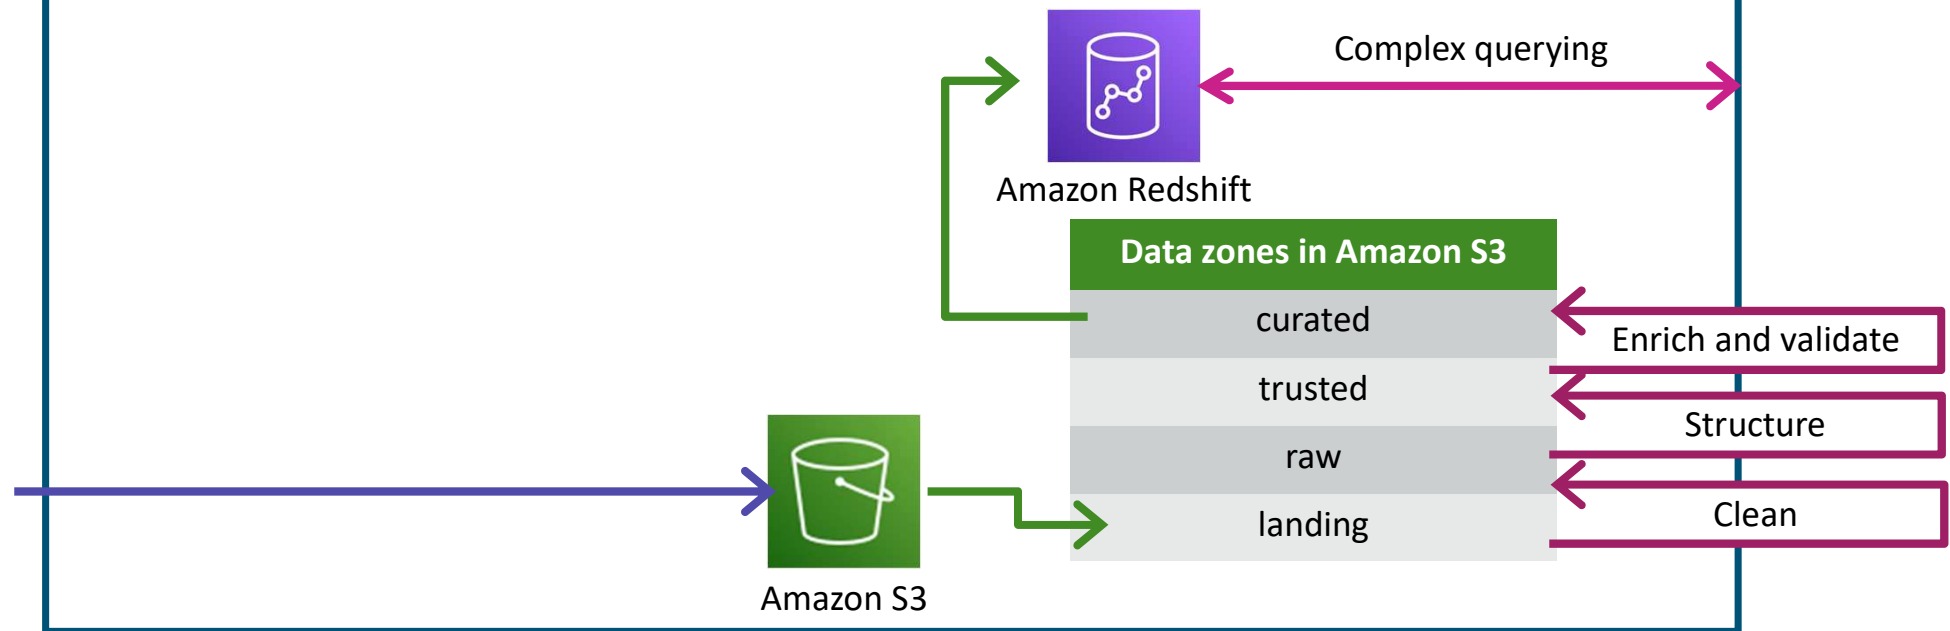 Complex querying
Amazon Redshift
Data zones in Amazon S3
curated
Enrich and validate
trusted
Structure
raw
Clean
landing
Amazon S3